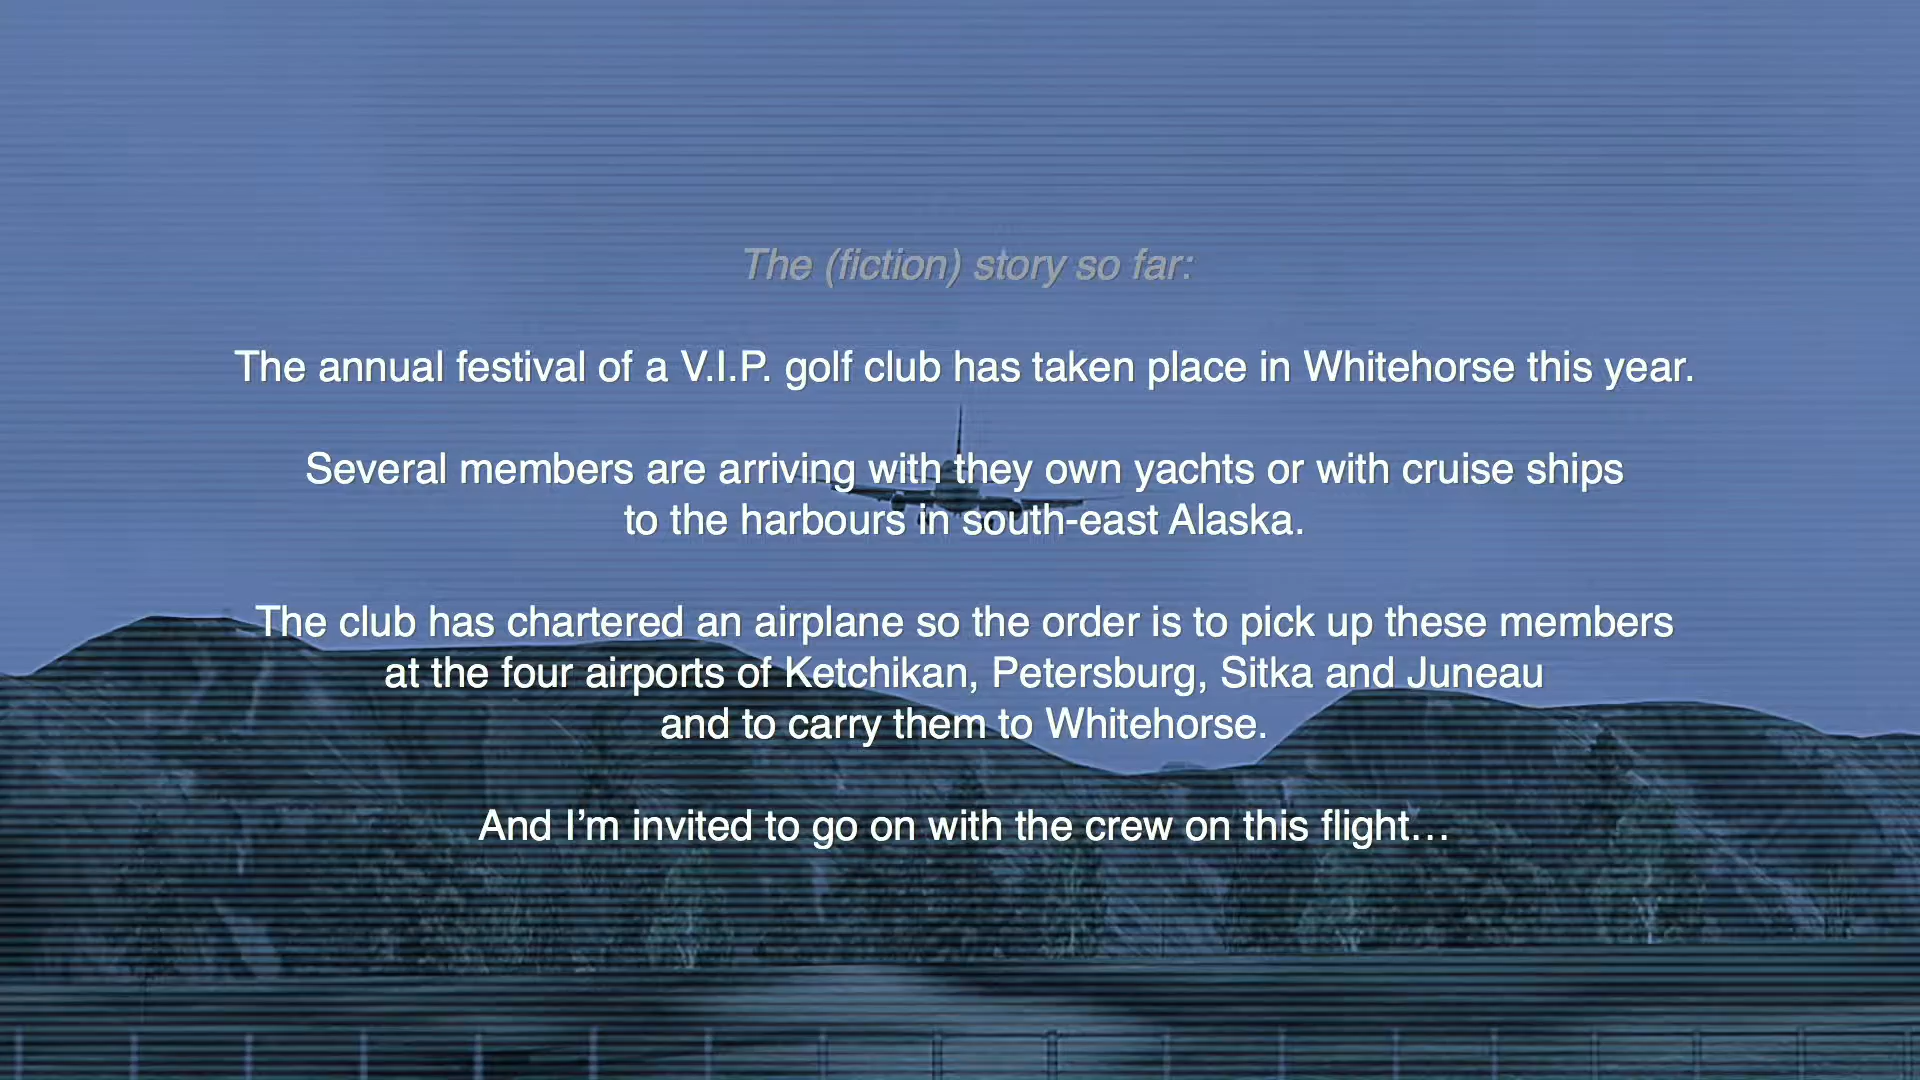 The (fiction) story so far:
The annual festival of a V.I.P. golf club has taken place in Whitehorse this year.
Several members are arriving with they own yachts or with cruise ships
to the harbours in south-east Alaska.
The club has chartered an airplane so the order is to pick up these members
at the four airports of Ketchikan, Petersburg, Sitka and Juneau
and to carry them to Whitehorse.
And I’m invited to go on with the crew on this flight…